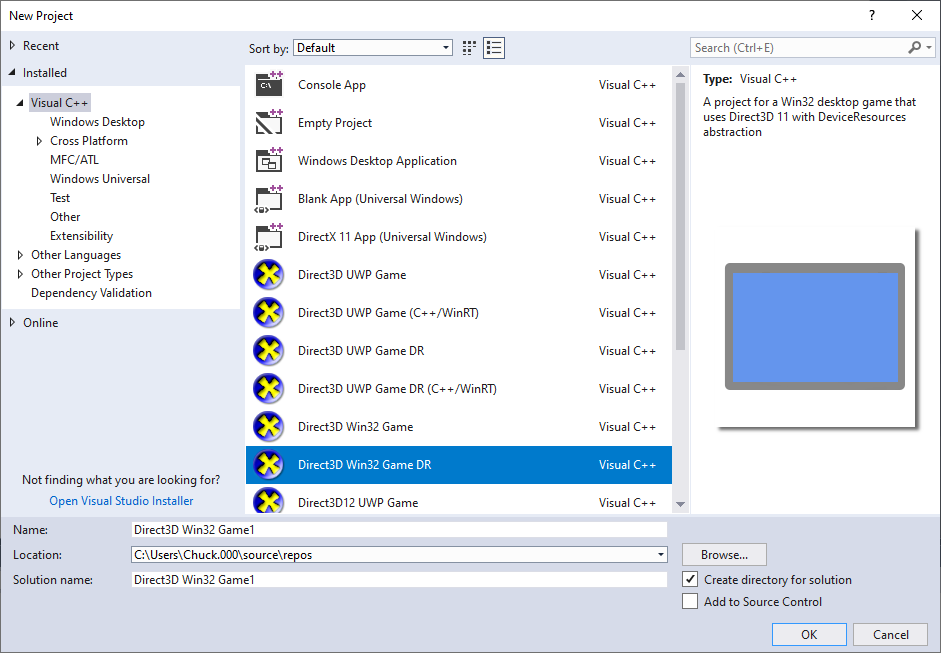 New Project
?
Recent
Installed
Visual C++
Windows Desktop
Cross Platform
MFC/ATL
Windows Universal
Test
Other
Extensibility
Other Languages
Other Project Types
Dependency Validation
Online
Not finding what you are looking for?
Open Visual Studio Installer
Sort by: Default
Search (Ctrl+E)
Console App Visual C++
Empty Project Visual C++
Windows Desktop Application Visual C++
Blank App (Universal Windows) Visual C++
DirectX 11 App (Universal Windows) Visual C++
Direct3D UWP Game Visual C++
Direct3D UWP Game (C++/WinRT) Visual C++
Direct3D UWP Game DR Visual C++
Direct3D UWP Game DR (C++/WinRT) Visual C++
Direct3D Win32 Game Visual C++
Direct3D Win32 Game DR Visual C++
Direct3D12 UWP Game Visual C++
Type: Visual C++
A project for a Win32 desktop game that
uses Direct3D 11 with DeviceResources
abstraction
Name: Direct3D Win32 Game1
Location: C:\Users\Chuck.000\source\repos
Browse...
Solution name: Direct3D Win32 Game1
Create directory for solution
Add to Source Control
OK
Cancel